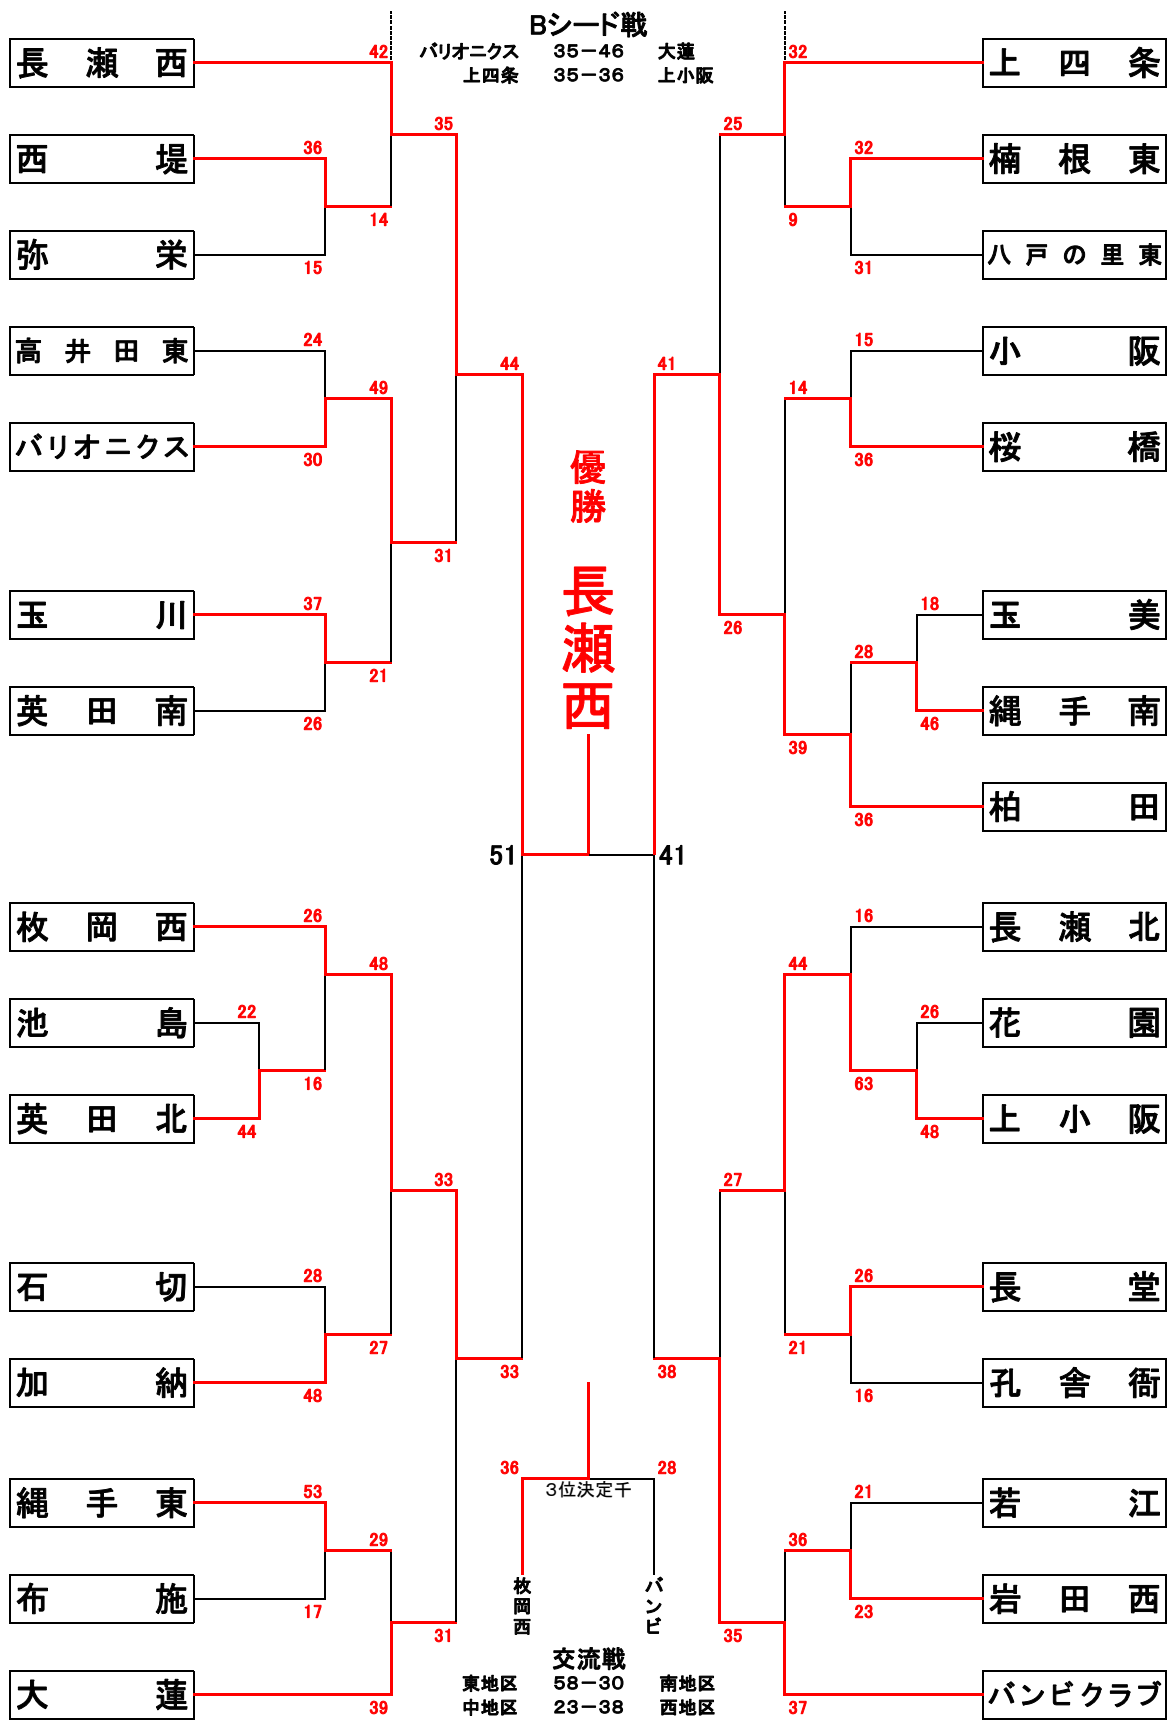 Bシード戦
バリオニクス 35－46 大蓮
上四条 35－36 上小阪
長瀬西 42
西堤 36
弥栄 15
14
35
高井田東 24
バリオニクス 30
49
玉川 37
英田南 26
21
31
44
枚岡西 26
池島 22
英田北 44
16
48
石切 28
加納 48
27
33
縄手東 53
布施 17
29
大蓮 39
31
33
優勝
長瀬西
51
41
32 上四条
32 楠根東
31 八戸の里東
9
25
15 小阪
36 桜橋
14
18 玉美
46 縄手南
28
36 柏田
39
26
41
16 長瀬北
26 花園
48 上小阪
63
44
26 長堂
16 孔舎衙
21
27
21 若江
23 岩田西
36
37 バンビクラブ
35
38
36
28
3位決定千
枚岡西
バンビ
交流戦
東地区 58－30 南地区
中地区 23－38 西地区